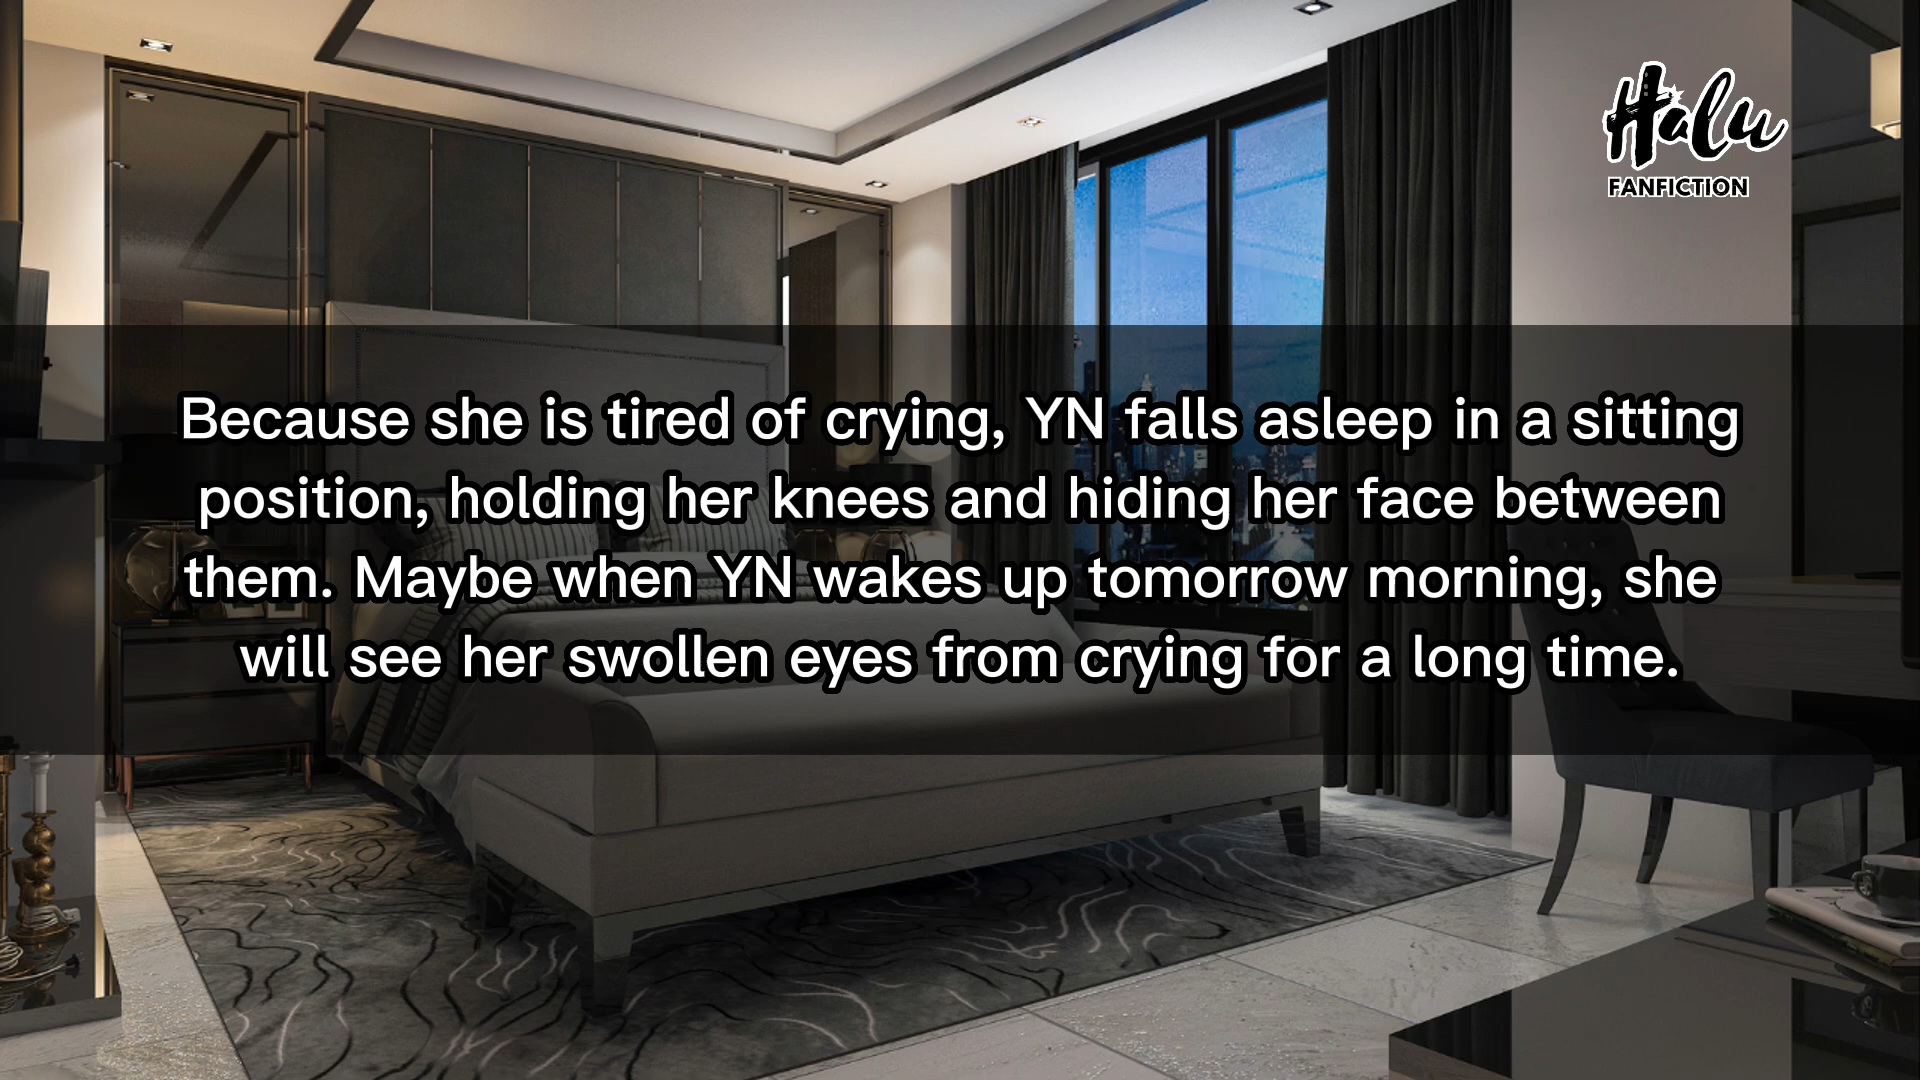 Halu
FANFICTION
Because she is tired of crying, YN falls asleep in a sitting
position, holding her knees and hiding her face between
them. Maybe when YN wakes up tomorrow morning, she
will see her swollen eyes from crying for a long time.